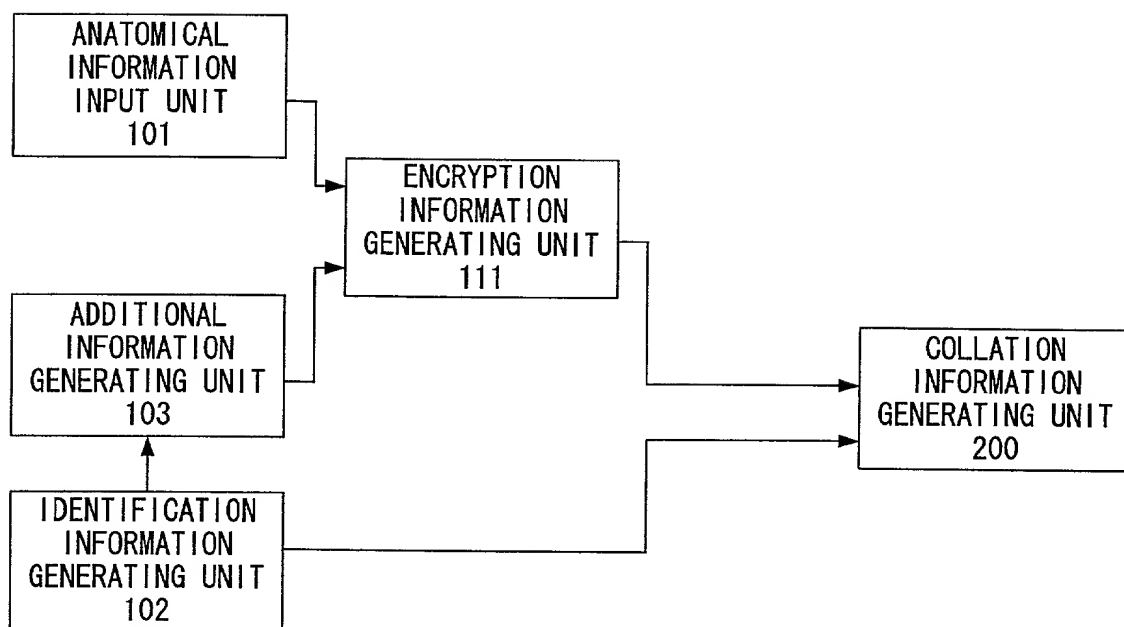 ANATOMICAL
INFORMATION
INPUT UNIT
101
ENCRYPTION
INFORMATION
GENERATING UNIT
111
ADDITIONAL
INFORMATION
GENERATING UNIT
103
COLLATION
INFORMATION
GENERATING UNIT
200
IDENTIFICATION
INFORMATION
GENERATING UNIT
102